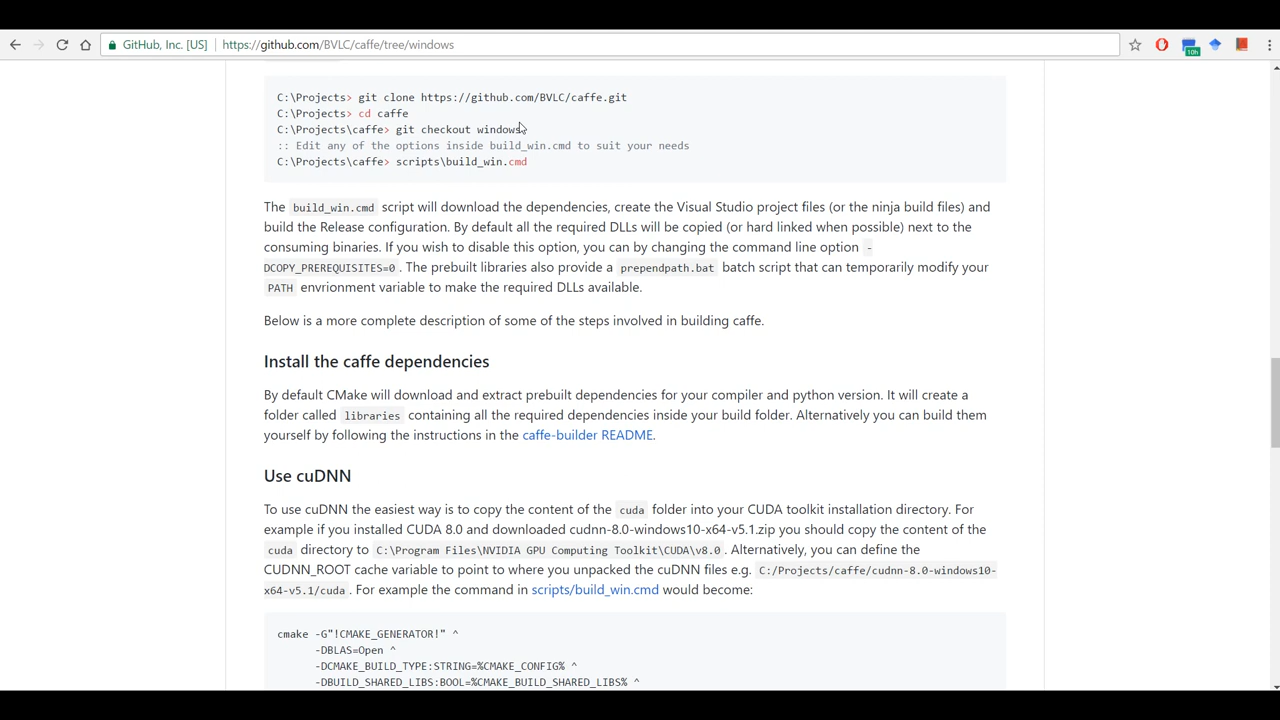 GitHub, Inc. [US] https://github.com/BVLC/caffe/tree/windows
10h
C:\Projects> git clone https://github.com/BVLC/caffe.git
C:\Projects> cd caffe
C:\Projects\caffe> git checkout windows
:: Edit any of the options inside build_win.cmd to suit your needs
C:\Projects\caffe> scripts\build_win.cmd
The build_win.cmd script will download the dependencies, create the Visual Studio project files (or the ninja build files) and
build the Release configuration. By default all the required DLLs will be copied (or hard linked when possible) next to the
consuming binaries. If you wish to disable this option, you can by changing the command line option -
DCOPY_PREREQUISITES=0. The prebuilt libraries also provide a prependpath.bat batch script that can temporarily modify your
PATH envrionment variable to make the required DLLs available.
Below is a more complete description of some of the steps involved in building caffe.
Install the caffe dependencies
By default CMake will download and extract prebuilt dependencies for your compiler and python version. It will create a
folder called libraries containing all the required dependencies inside your build folder. Alternatively you can build them
yourself by following the instructions in the caffe-builder README.
Use cuDNN
To use cuDNN the easiest way is to copy the content of the cuda folder into your CUDA toolkit installation directory. For
example if you installed CUDA 8.0 and downloaded cudnn-8.0-windows10-x64-v5.1.zip you should copy the content of the
cuda directory to C:\Program Files\NVIDIA GPU Computing Toolkit\CUDA\v8.0. Alternatively, you can define the
CUDNN_ROOT cache variable to point to where you unpacked the cuDNN files e.g. C:/Projects/caffe/cudnn-8.0-windows10-
x64-v5.1/cuda. For example the command in scripts/build_win.cmd would become:
cmake -G"!CMAKE_GENERATOR!" ^
-DBLAS=Open ^
-DCMAKE_BUILD_TYPE:STRING=%CMAKE_CONFIG% ^
-DBUILD_SHARED_LIBS:BOOL=%CMAKE_BUILD_SHARED_LIBS% ^